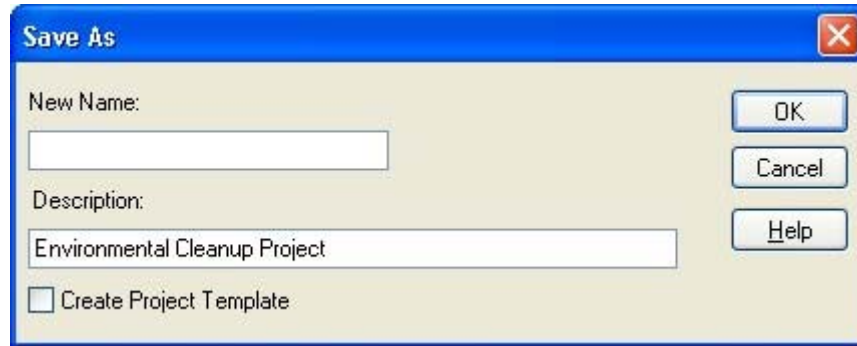 Save As
New Name:
OK
Cancel
Description:
Help
Environmental Cleanup Project
Create Project Template